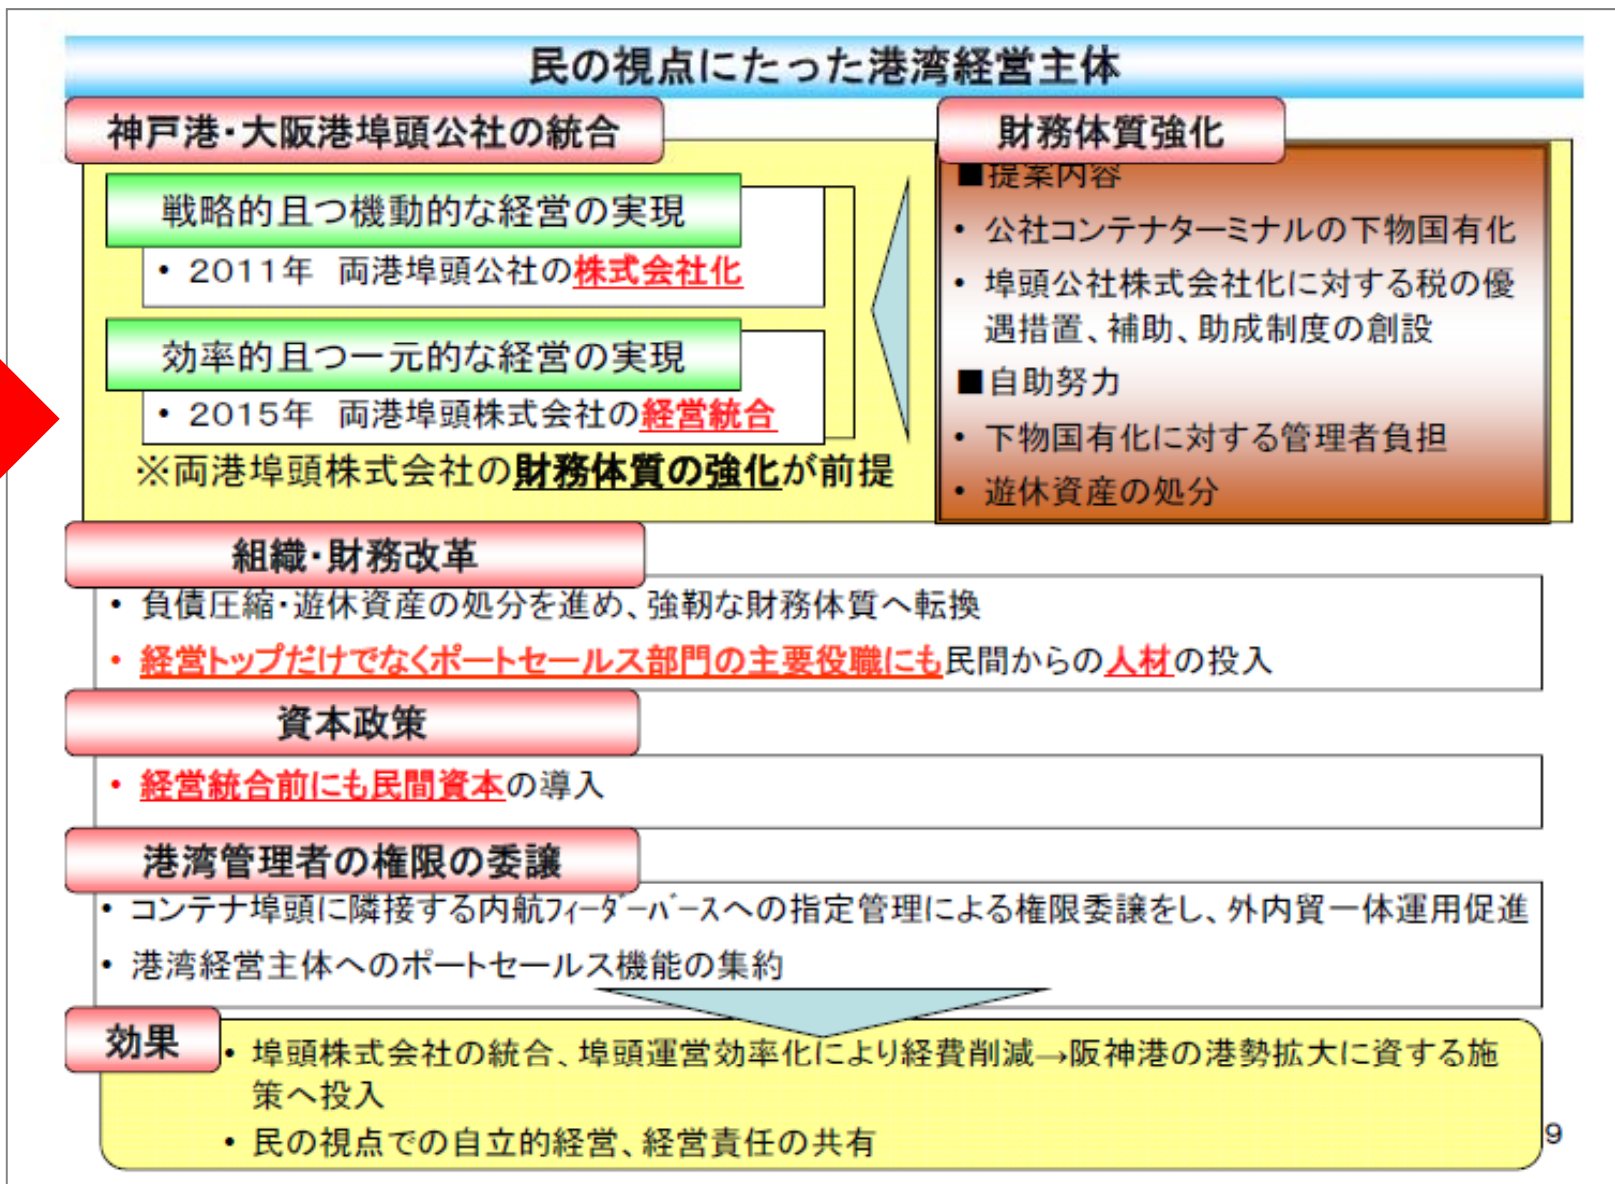 民の視点にたった港湾経営主体
神戸港・大阪港埠頭公社の統合
戦略的且つ機動的な経営の実現
• 2011年　両港埠頭公社の株式会社化
効率的且つ一元的な経営の実現
• 2015年　両港埠頭株式会社の経営統合
※両港埠頭株式会社の財務体質の強化が前提
財務体質強化
■提案内容
• 公社コンテナターミナルの下物国有化
• 埠頭公社株式会社化に対する税の優
遇措置、補助、助成制度の創設
■自助努力
• 下物国有化に対する管理者負担
• 遊休資産の処分
組織・財務改革
• 負債圧縮・遊休資産の処分を進め、強靭な財務体質へ転換
• 経営トップだけでなくポートセールス部門の主要役職にも民間からの人材の投入
資本政策
• 経営統合前にも民間資本の導入
港湾管理者の権限の委譲
• コンテナ埠頭に隣接する内航ﾌｨｰﾀﾞｰﾊﾞｰｽへの指定管理による権限委譲をし、外内貿一体運用促進
• 港湾経営主体へのポートセールス機能の集約
効果
• 埠頭株式会社の統合、埠頭運営効率化により経費削減→阪神港の港勢拡大に資する施
策へ投入
• 民の視点での自立的経営、経営責任の共有
9